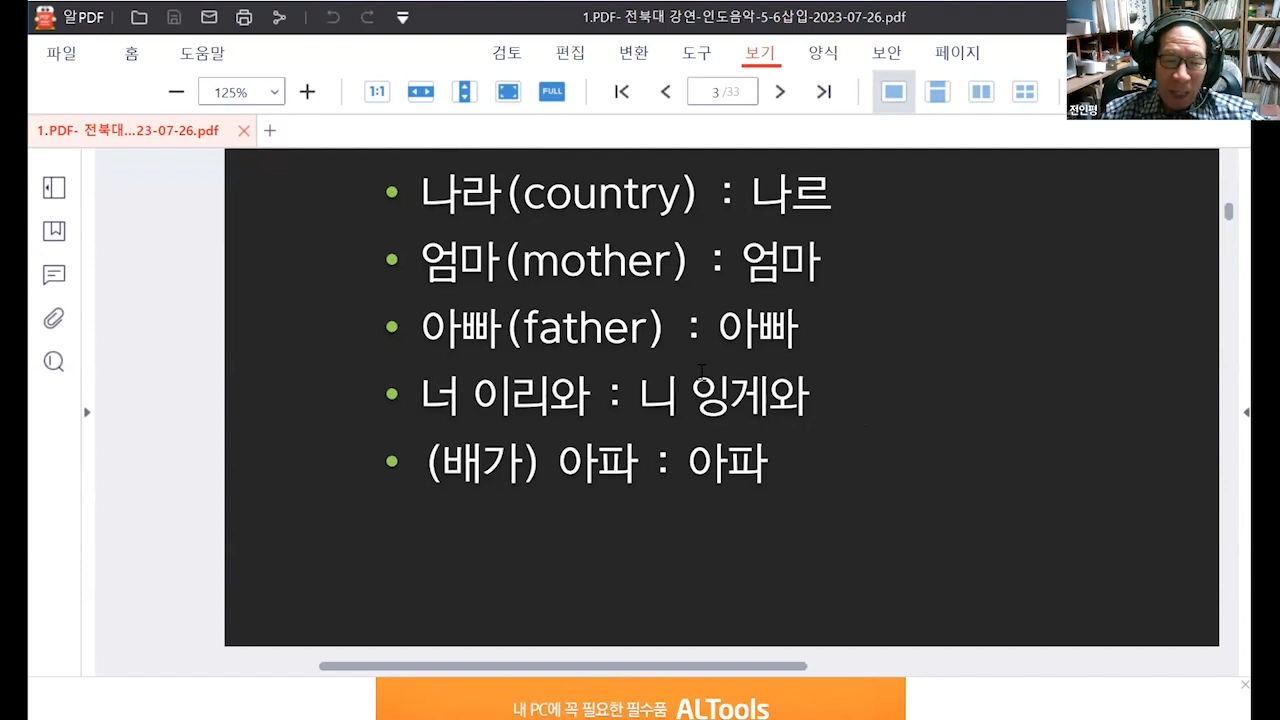 알PDF
1.PDF- 전북대 강연-인도음악-5-6삽입-2023-07-26.pdf
파일 홈 도움말 검토 편집 변환 도구 보기 양식 보안 페이지
125% 1:1 FULL 3 /33
전인평
1.PDF- 전북대...23-07-26.pdf
• 나라(country) : 나르
• 엄마(mother) : 엄마
• 아빠(father) : 아빠
• 너 이리와 : 니 잉게와
• (배가) 아파 : 아파
내 PC에 꼭 필요한 필수품 ALTools